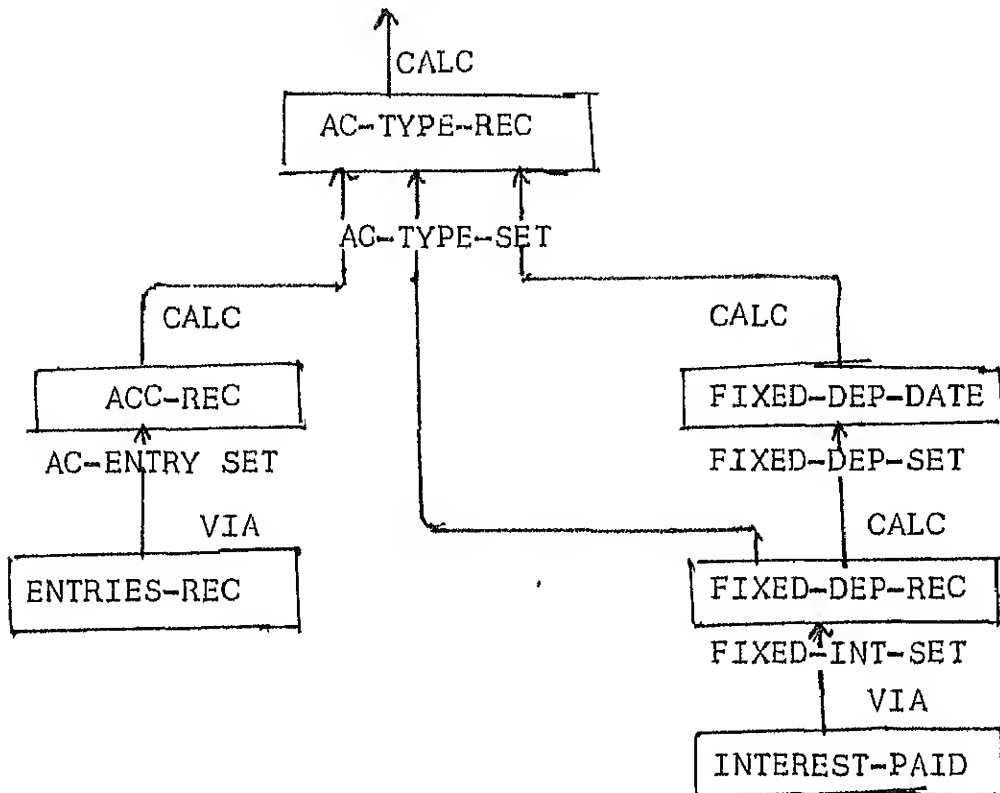 CALC
AC-TYPE-REC
AC-TYPE-SET
CALC
CALC
ACC-REC
FIXED-DEP-DATE
AC-ENTRY SET
FIXED-DEP-SET
VIA
CALC
ENTRIES-REC
FIXED-DEP-REC
FIXED-INT-SET
VIA
INTEREST-PAID